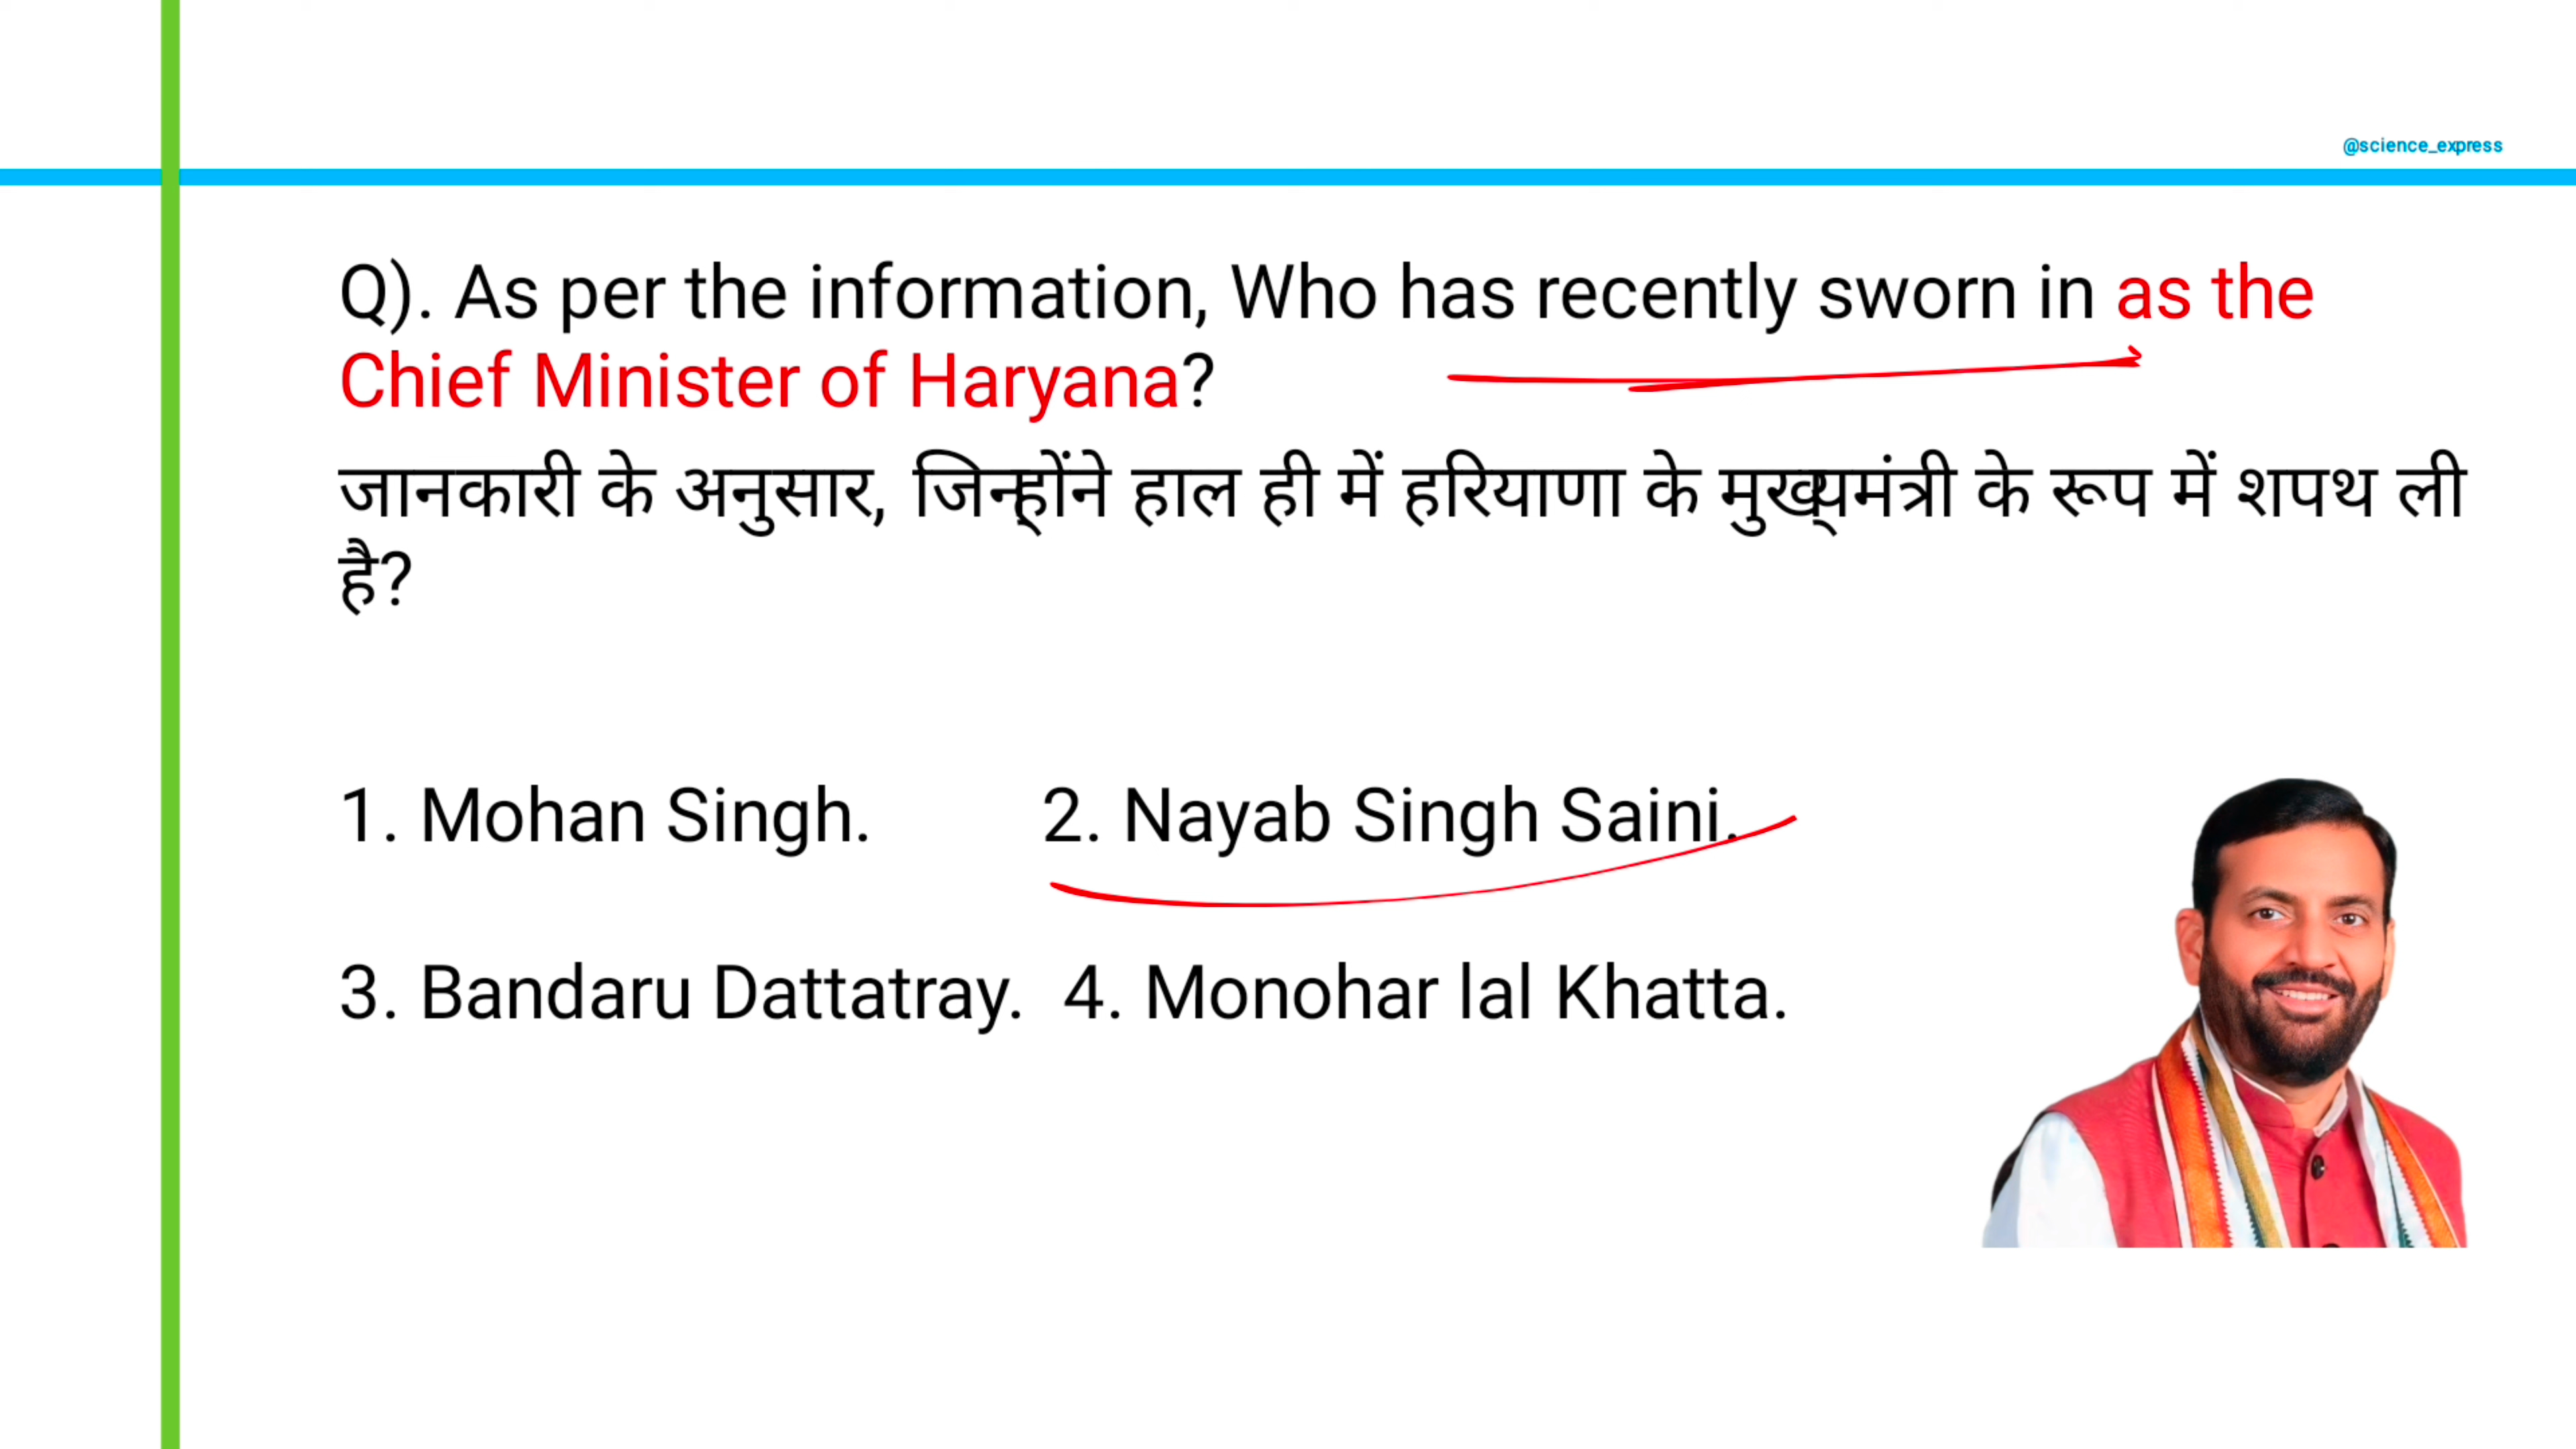 @science_express
Q). As per the information, Who has recently sworn in as the
Chief Minister of Haryana?
जानकारी के अनुसार, जिन्होंने हाल ही में हरियाणा के मुख्यमंत्री के रूप में शपथ ली
है?
1. Mohan Singh. 2. Nayab Singh Saini.
3. Bandaru Dattatray. 4. Monohar lal Khatta.